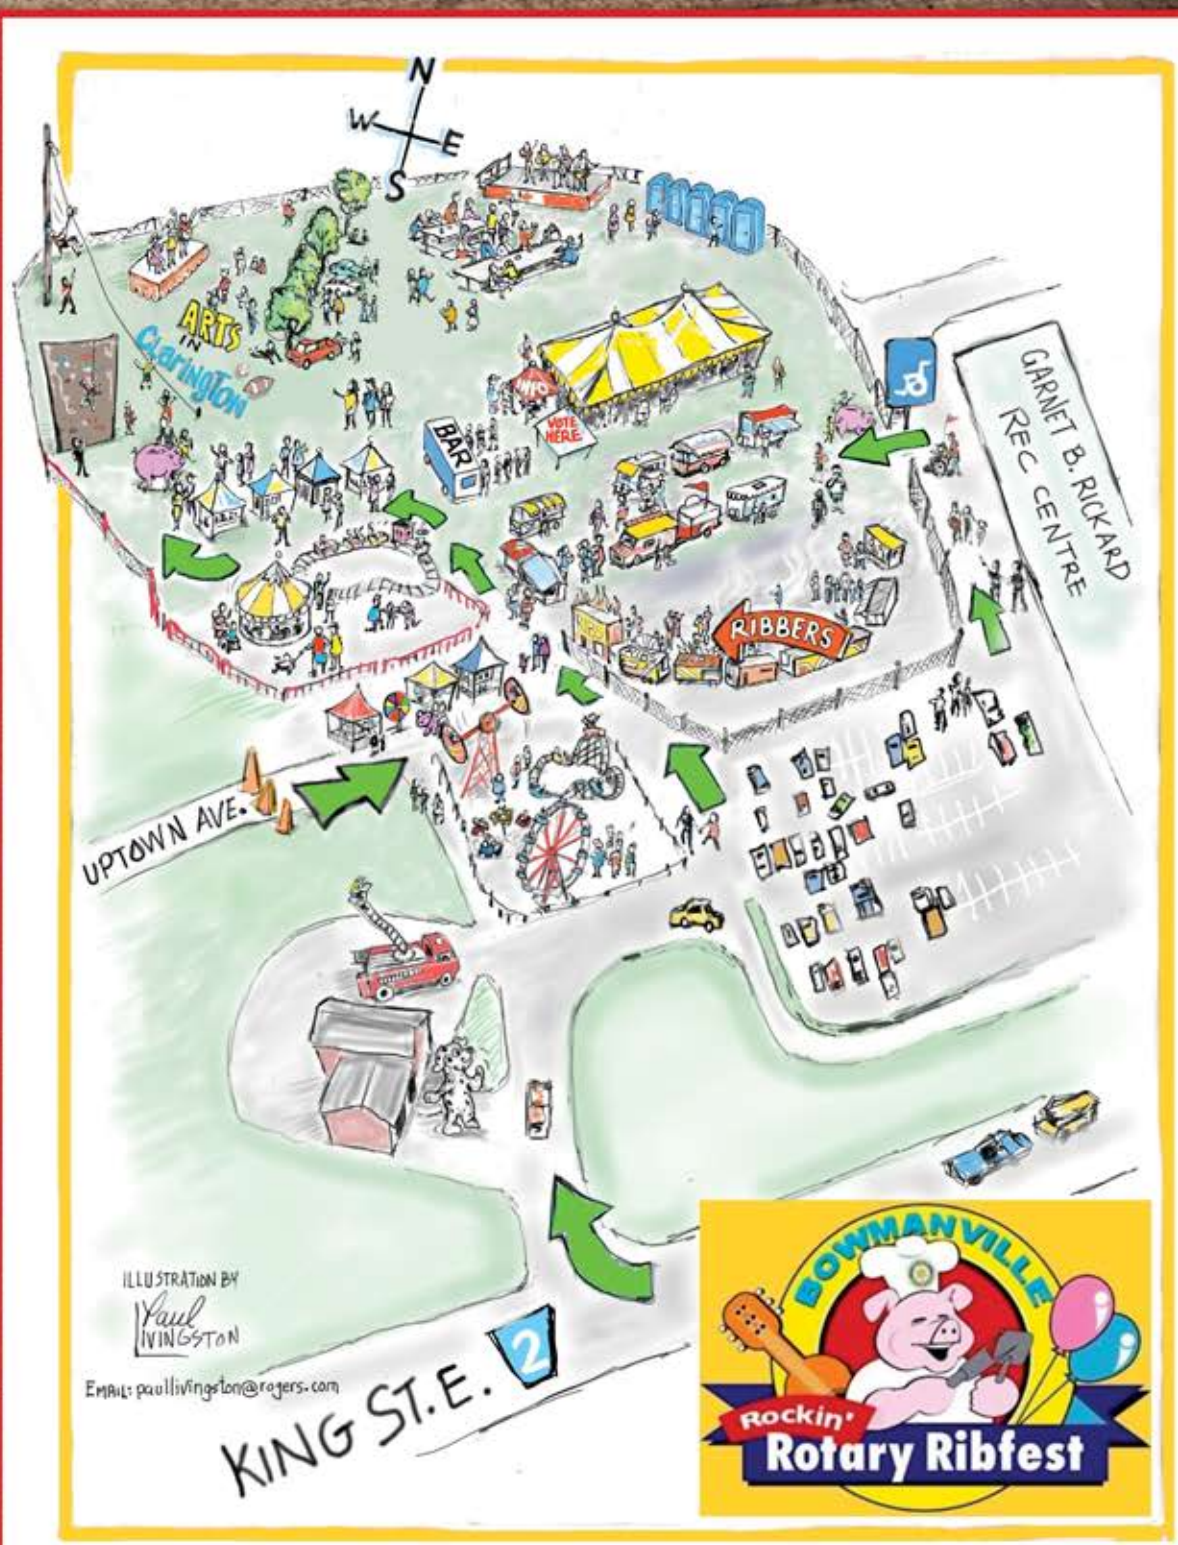 N
W E
S
ARTS
IN
Clarington
INFO
VOTE
HERE
BAR
GARNET B. RICKARD
REC CENTRE
RIBBERS
UPTOWN AVE.
ILLUSTRATION BY
Paul
LIVINGSTON
EMAIL: paullivingston@rogers.com
KING ST. E.
2
BOWMANVILLE
Rockin'
Rotary Ribfest